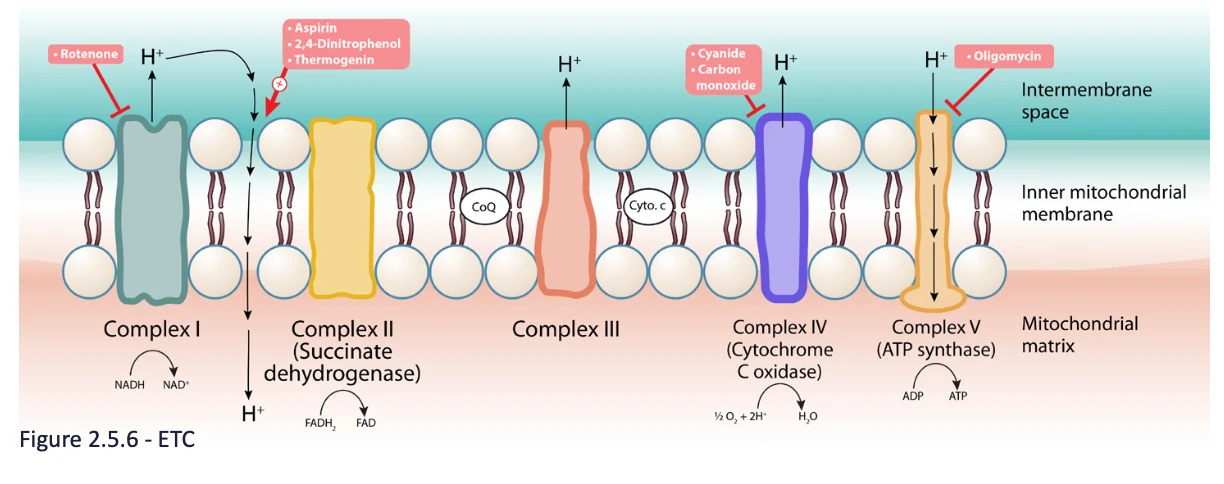 • Rotenone
H⁺
• Aspirin
• 2,4-Dinitrophenol
• Thermogenin
+
H⁺
• Cyanide
• Carbon
monoxide
H⁺
H⁺
• Oligomycin
Intermembrane
space
CoQ
Cyto. c
Inner mitochondrial
membrane
Complex I
NADH
NAD⁺
H⁺
Complex II
(Succinate
dehydrogenase)
FADH₂
FAD
Complex III
Complex IV
(Cytochrome
C oxidase)
½ O₂ + 2H⁺
H₂O
Complex V
(ATP synthase)
ADP
ATP
Mitochondrial
matrix
Figure 2.5.6 - ETC